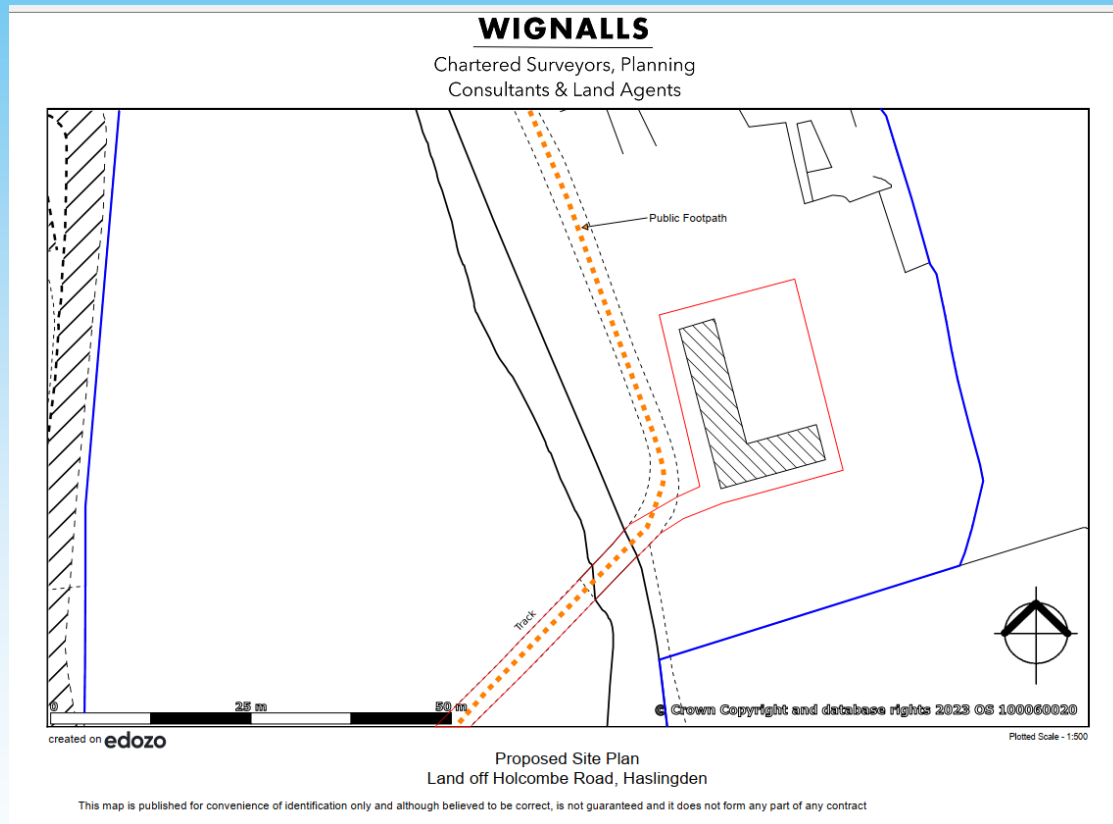 WIGNALLS
Chartered Surveyors, Planning
Consultants & Land Agents
Public Footpath
Track
0
25 m
50 m
© Crown Copyright and database rights 2023 OS 100060020
created on edozo
Plotted Scale - 1:500
Proposed Site Plan
Land off Holcombe Road, Haslingden
This map is published for convenience of identification only and although believed to be correct, is not guaranteed and it does not form any part of any contract